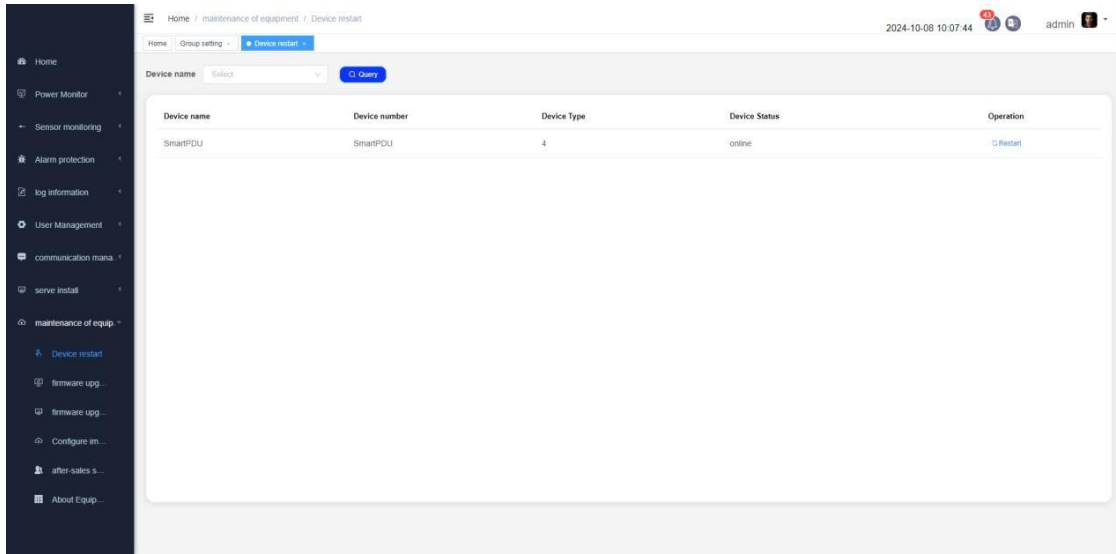 Home / maintenance of equipment / Device restart
2024-10-08 10:07:44
43
admin
Home
Group setting ×
Device restart ×
Home
Power Monitor
Sensor monitoring
Alarm protection
log information
User Management
communication mana.
serve install
maintenance of equip.
Device restart
firmware upg...
firmware upg...
Configure im...
after-sales s...
About Equip...
Device name Select Query
Device name Device number Device Type Device Status Operation
SmartPDU SmartPDU 4 online Restart